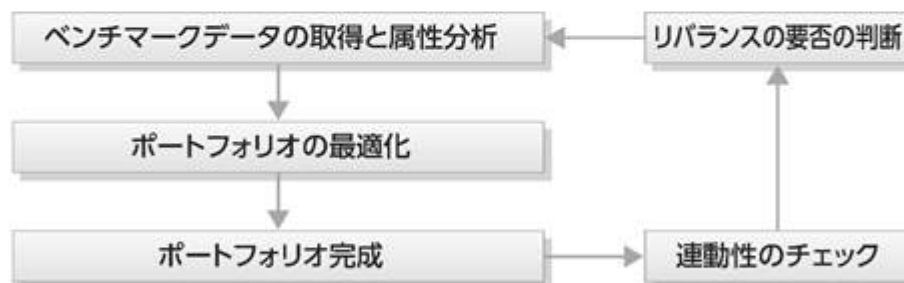 ベンチマークデータの取得と属性分析
リバランスの要否の判断
ポートフォリオの最適化
ポートフォリオ完成
連動性のチェック